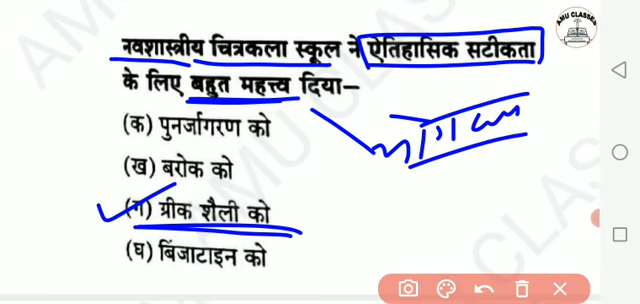 AMU CLASSES
नवशास्त्रीय चित्रकला स्कूल ने ऐतिहासिक सटीकता
के लिए बहुत महत्त्व दिया—
(क) पुनर्जागरण को
(ख) बरोक को
(ग) ग्रीक शैली को
(घ) बिंजाटाइन को